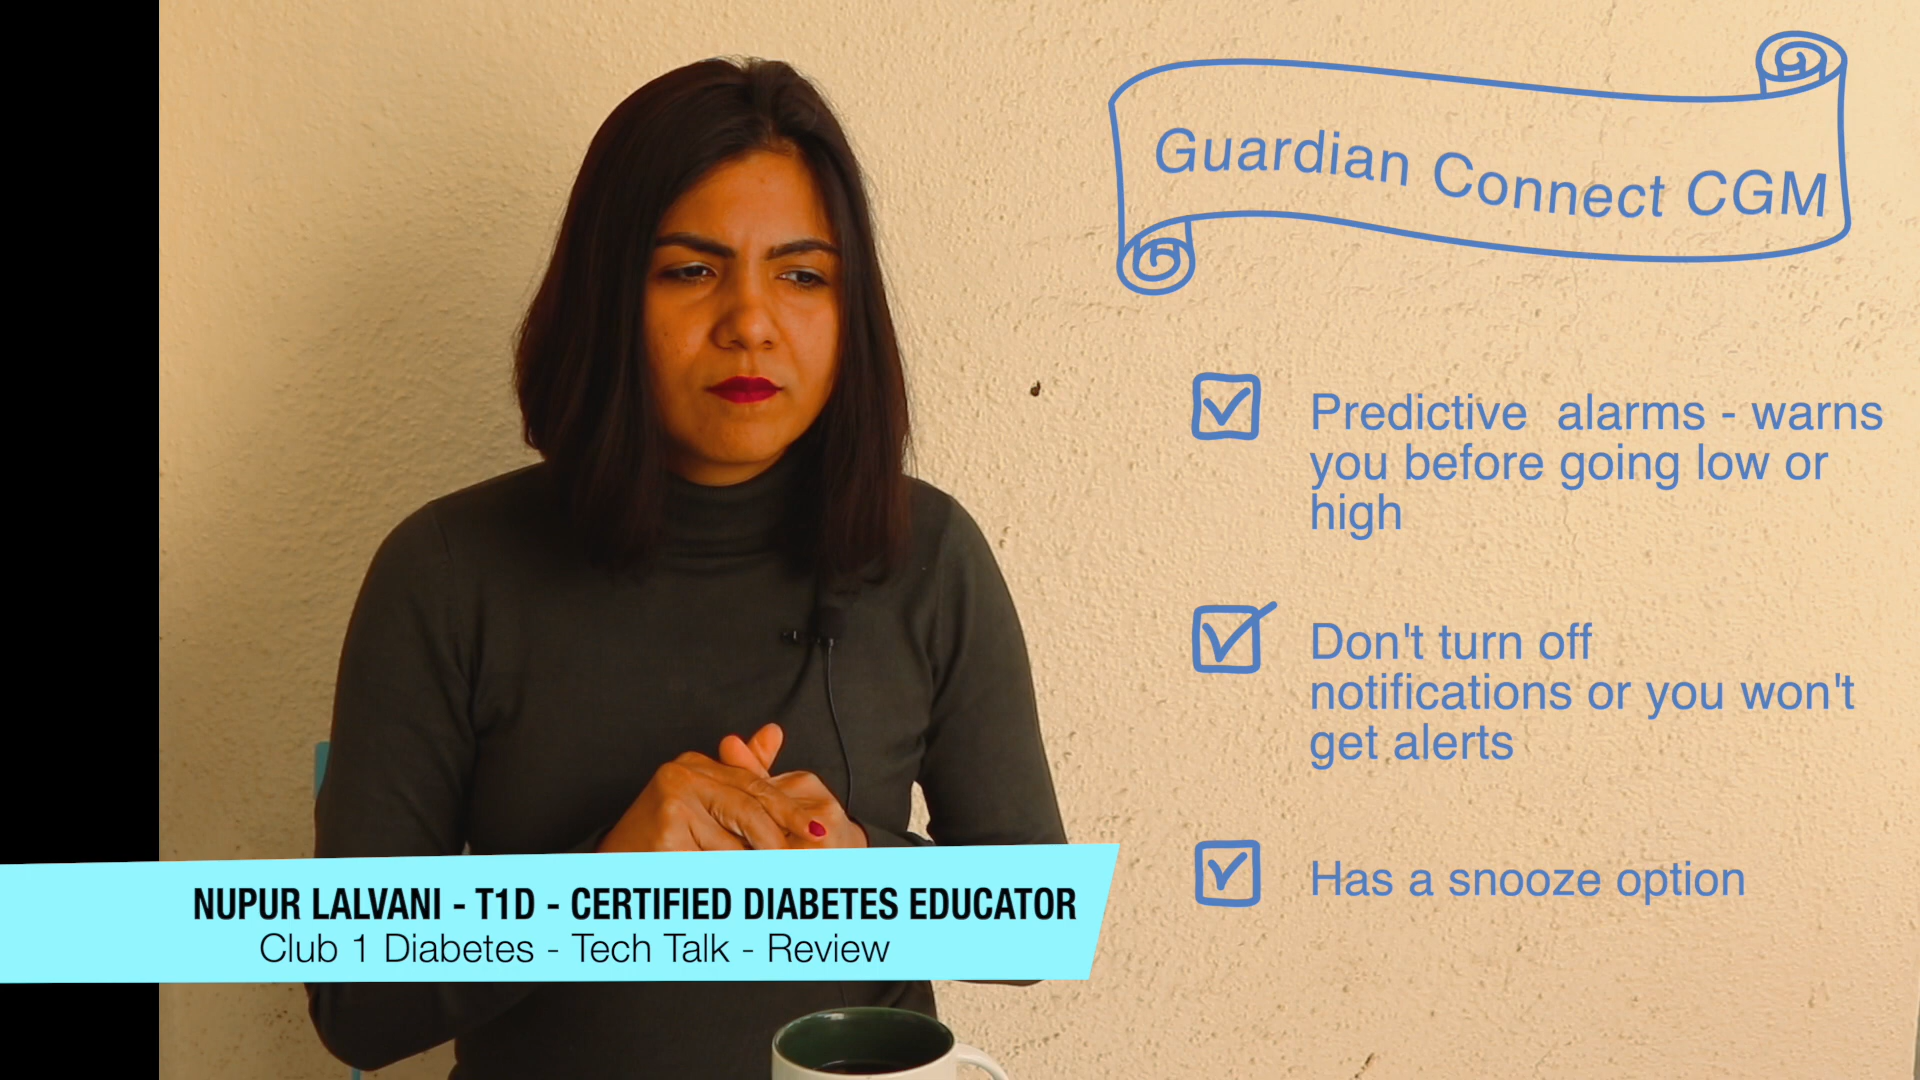 Guardian Connect CGM
Predictive alarms - warns
you before going low or
high
Don't turn off
notifications or you won't
get alerts
Has a snooze option
NUPUR LALVANI - T1D - CERTIFIED DIABETES EDUCATOR
Club 1 Diabetes - Tech Talk - Review